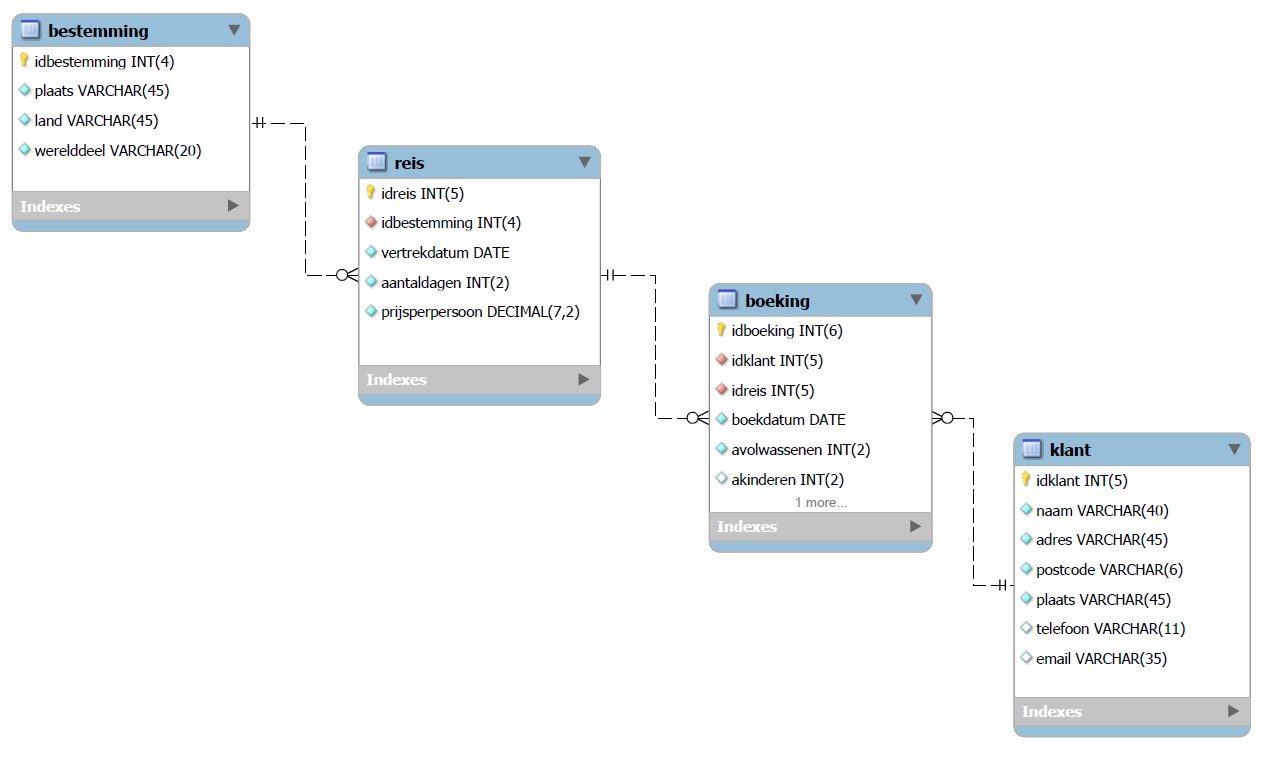 bestemming
idbestemming INT(4)
plaats VARCHAR(45)
land VARCHAR(45)
werelddeel VARCHAR(20)
Indexes
reis
idreis INT(5)
idbestemming INT(4)
vertrekdatum DATE
aantaldagen INT(2)
prijsperpersoon DECIMAL(7,2)
Indexes
boeking
idboeking INT(6)
idklant INT(5)
idreis INT(5)
boekdatum DATE
avolwassenen INT(2)
akinderen INT(2)
1 more...
Indexes
klant
idklant INT(5)
naam VARCHAR(40)
adres VARCHAR(45)
postcode VARCHAR(6)
plaats VARCHAR(45)
telefoon VARCHAR(11)
email VARCHAR(35)
Indexes